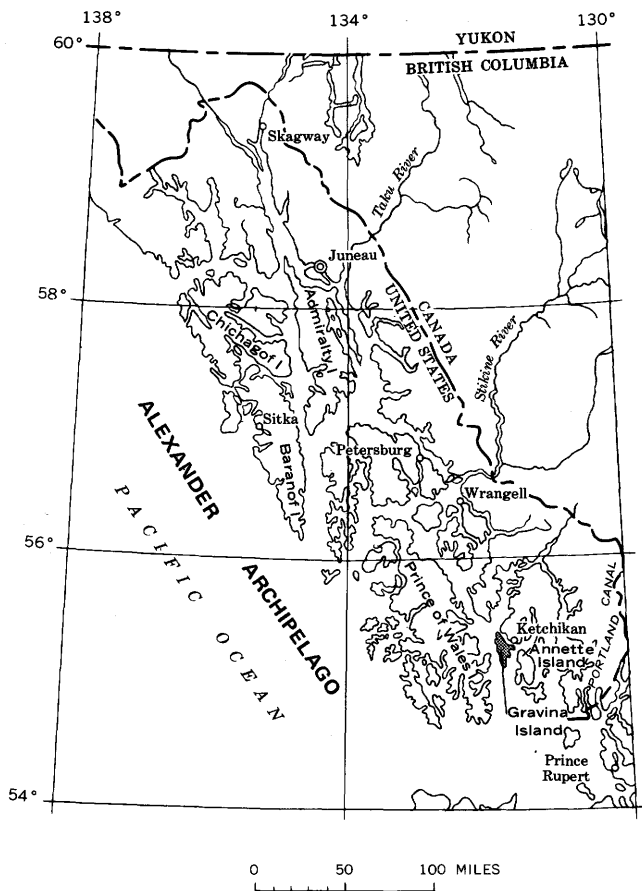 138°
134°
130°
60°
YUKON
BRITISH COLUMBIA
Skagway
Taku River
Juneau
58°
CANADA
UNITED STATES
Chichagof I
Admiralty I
Stikine River
Sitka
Baranof I
Petersburg
Wrangell
ALEXANDER
ARCHIPELAGO
PACIFIC OCEAN
56°
Prince of Wales
Ketchikan
Annette
Island
PORTLAND CANAL
Gravina
Island
Prince
Rupert
54°
0 50 100 MILES